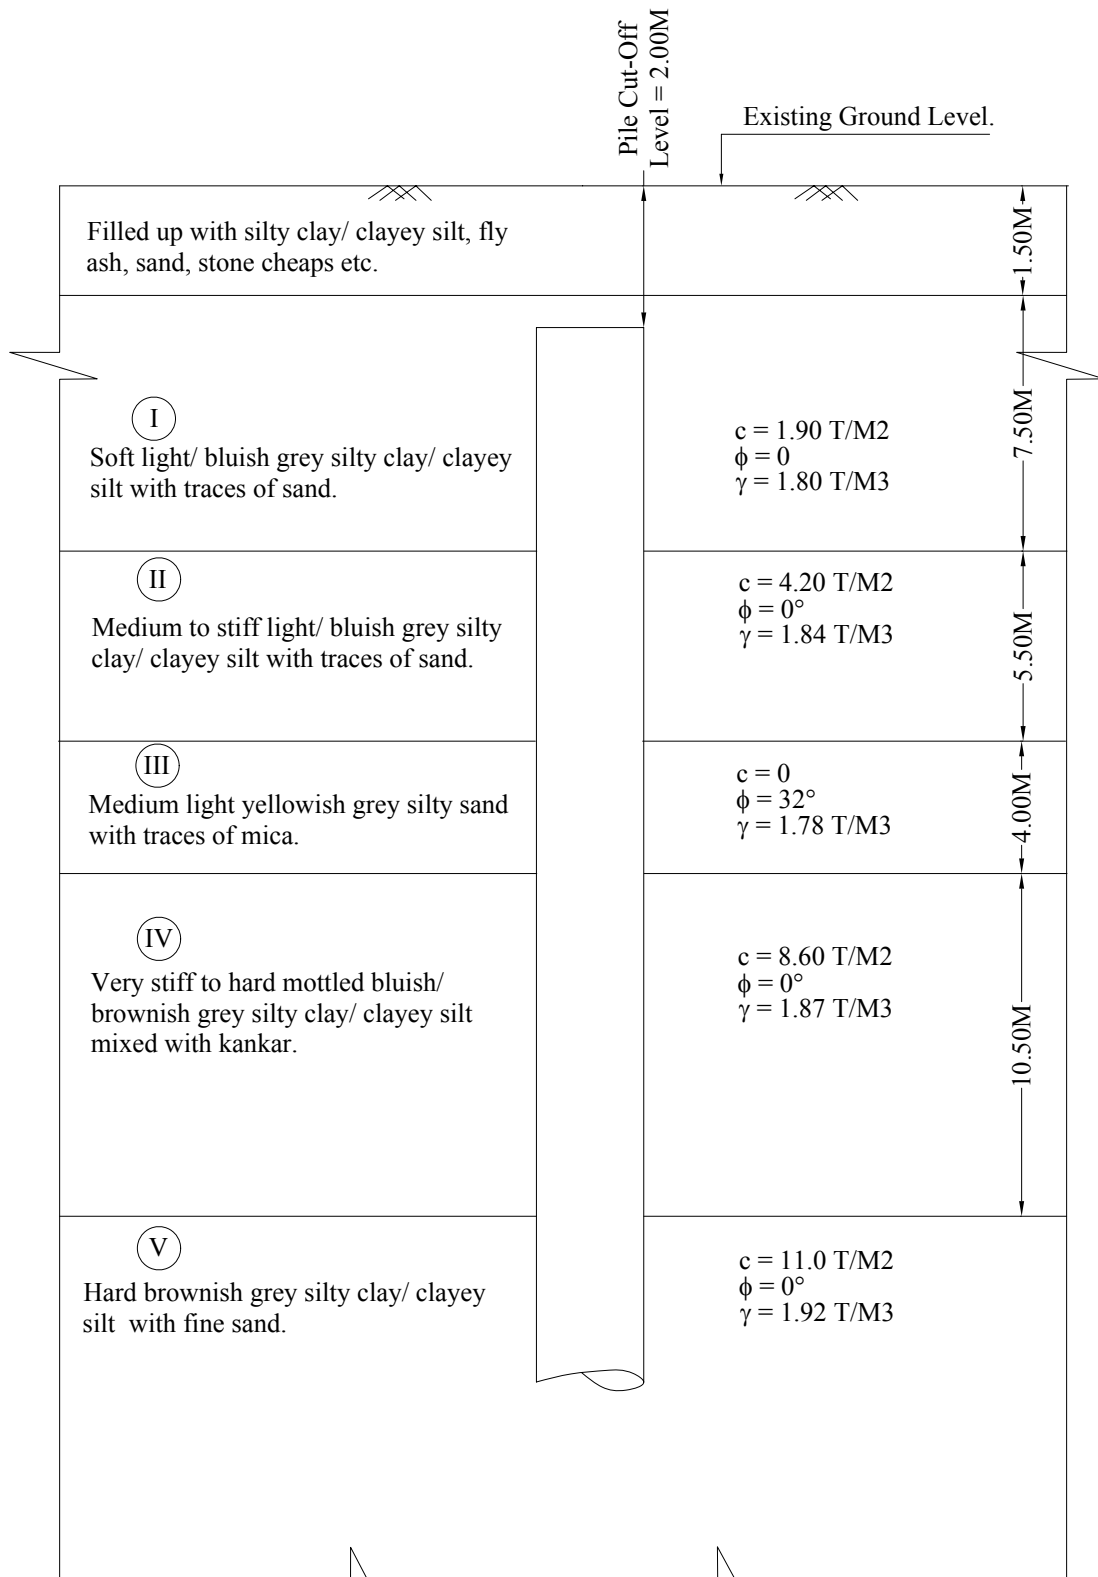 Pile Cut-Off
Level = 2.00M
Existing Ground Level.
Filled up with silty clay/ clayey silt, fly
ash, sand, stone cheaps etc.
1.50M
I
Soft light/ bluish grey silty clay/ clayey
silt with traces of sand.
c = 1.90 T/M2
ϕ = 0
γ = 1.80 T/M3
7.50M
II
Medium to stiff light/ bluish grey silty
clay/ clayey silt with traces of sand.
c = 4.20 T/M2
ϕ = 0°
γ = 1.84 T/M3
5.50M
III
Medium light yellowish grey silty sand
with traces of mica.
c = 0
ϕ = 32°
γ = 1.78 T/M3
4.00M
IV
Very stiff to hard mottled bluish/
brownish grey silty clay/ clayey silt
mixed with kankar.
c = 8.60 T/M2
ϕ = 0°
γ = 1.87 T/M3
10.50M
V
Hard brownish grey silty clay/ clayey
silt with fine sand.
c = 11.0 T/M2
ϕ = 0°
γ = 1.92 T/M3